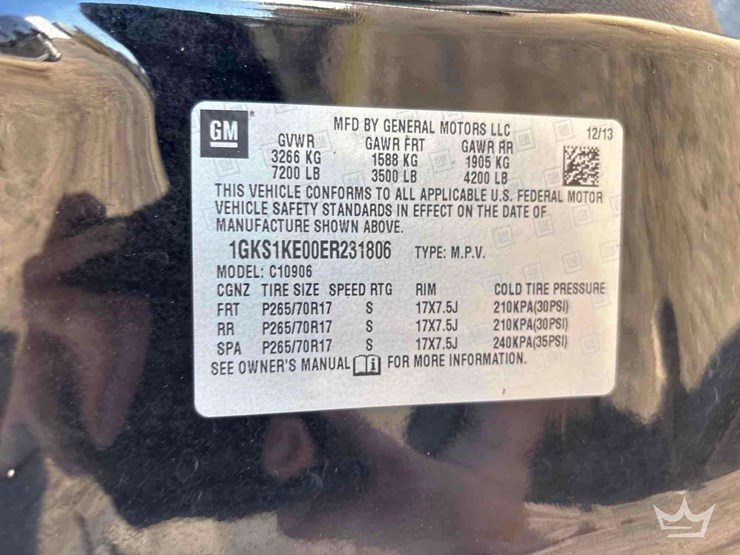 GM
MFD BY GENERAL MOTORS LLC 12/13
GVWR GAWR FRT GAWR RR
3266 KG 1588 KG 1905 KG
7200 LB 3500 LB 4200 LB
THIS VEHICLE CONFORMS TO ALL APPLICABLE U.S. FEDERAL MOTOR
VEHICLE SAFETY STANDARDS IN EFFECT ON THE DATE OF
MANUFACTURE SHOWN ABOVE.
1GKS1KE00ER231806 TYPE: M.P.V.
MODEL: C10906
CGNZ TIRE SIZE SPEED RTG RIM COLD TIRE PRESSURE
FRT P265/70R17 S 17X7.5J 210KPA(30PSI)
RR P265/70R17 S 17X7.5J 210KPA(30PSI)
SPA P265/70R17 S 17X7.5J 240KPA(35PSI)
SEE OWNER'S MANUAL i FOR MORE INFORMATION.